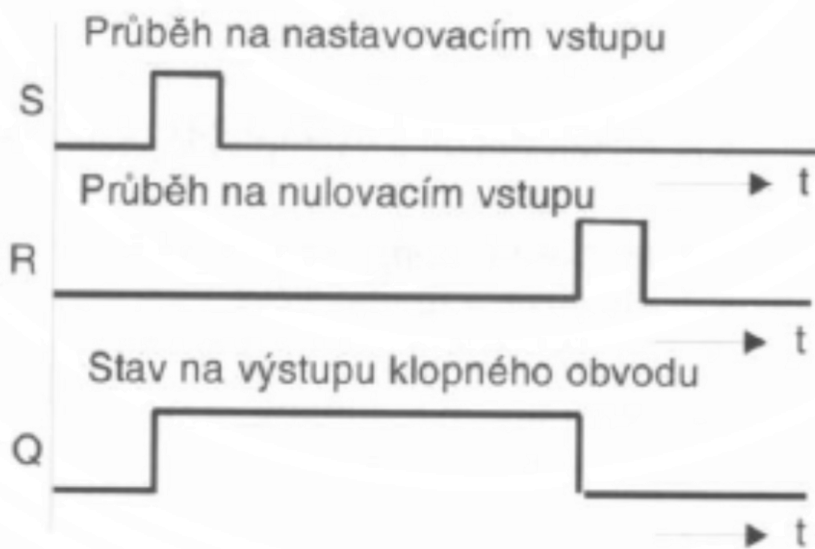 Průběh na nastavovacím vstupu
S
t
Průběh na nulovacím vstupu
R
t
Stav na výstupu klopného obvodu
Q
t